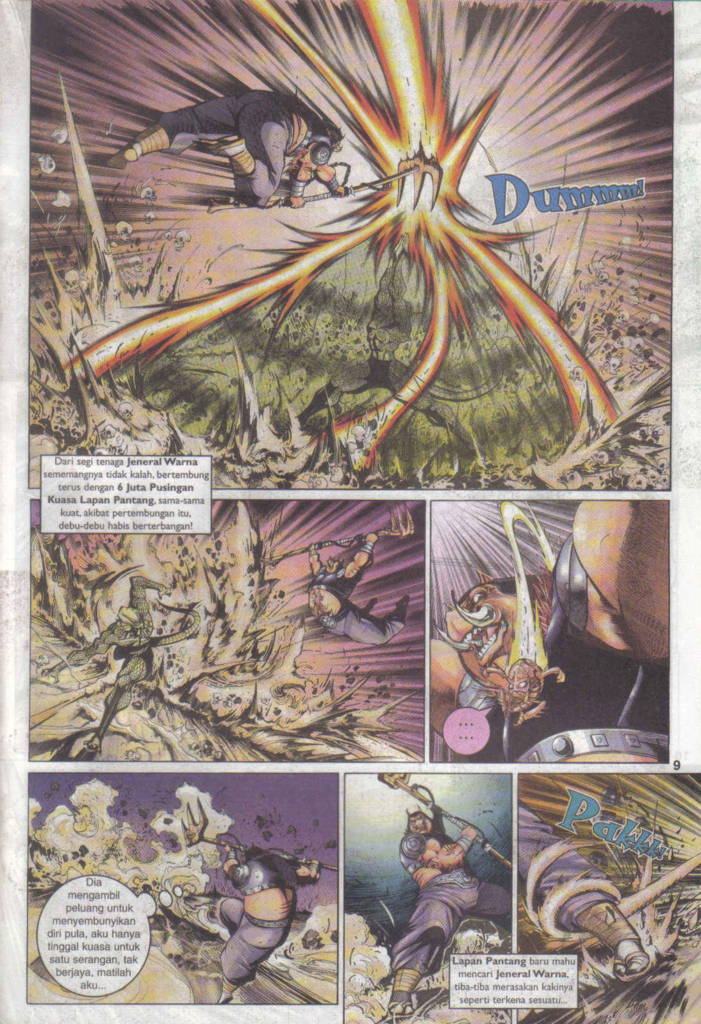 Dummm!
Dari segi tenaga Jeneral Warna
sememangnya tidak kalah, bertembung
terus dengan 6 Juta Pusingan
Kuasa Lapan Pantang, sama-sama
kuat, akibat pertembungan itu,
debu-debu habis berterbangan!
...
...
9
Dia
mengambil
peluang untuk
menyembunyikan
diri pula, aku hanya
tinggal kuasa untuk
satu serangan, tak
berjaya, matilah
aku...
Lapan Pantang baru mahu
mencari Jeneral Warna,
tiba-tiba merasakan kakinya
seperti terkena sesuatu...